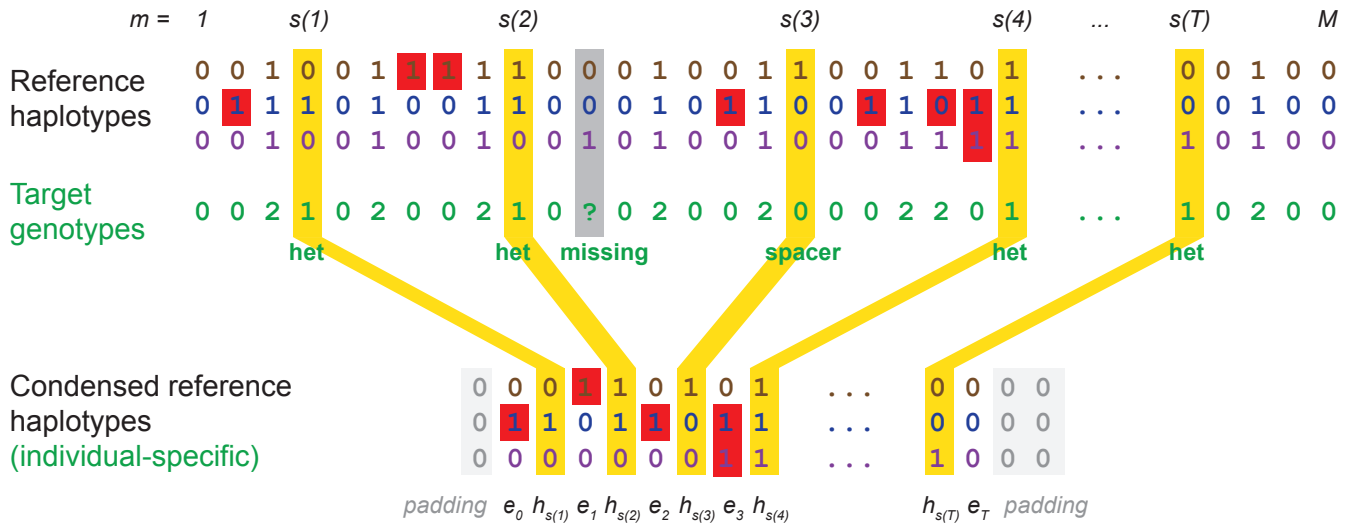 m = 1 s(1) s(2) s(3) s(4) ... s(T) M
Reference
haplotypes
0 0 1 0 0 1 1 1 1 1 0 0 0 1 0 0 1 1 0 0 1 1 0 1 ... 0 0 1 0 0
0 1 1 1 0 1 0 0 1 1 0 0 0 1 0 1 1 0 0 1 1 0 1 1 ... 0 0 1 0 0
0 0 1 0 0 1 0 0 1 0 0 1 0 1 0 0 1 0 0 0 1 1 1 1 ... 1 0 1 0 0
Target
genotypes
0 0 2 1 0 2 0 0 2 1 0 ? 0 2 0 0 2 0 0 0 2 2 0 1 ... 1 0 2 0 0
het het missing spacer het het
Condensed reference
haplotypes
(individual-specific)
0 0 0 1 1 0 1 0 1 ... 0 0 0 0
0 1 1 0 1 1 0 1 1 ... 0 0 0 0
0 0 0 0 0 0 0 1 1 ... 1 0 0 0
padding e0 hs(1) e1 hs(2) e2 hs(3) e3 hs(4) hs(T) eT padding